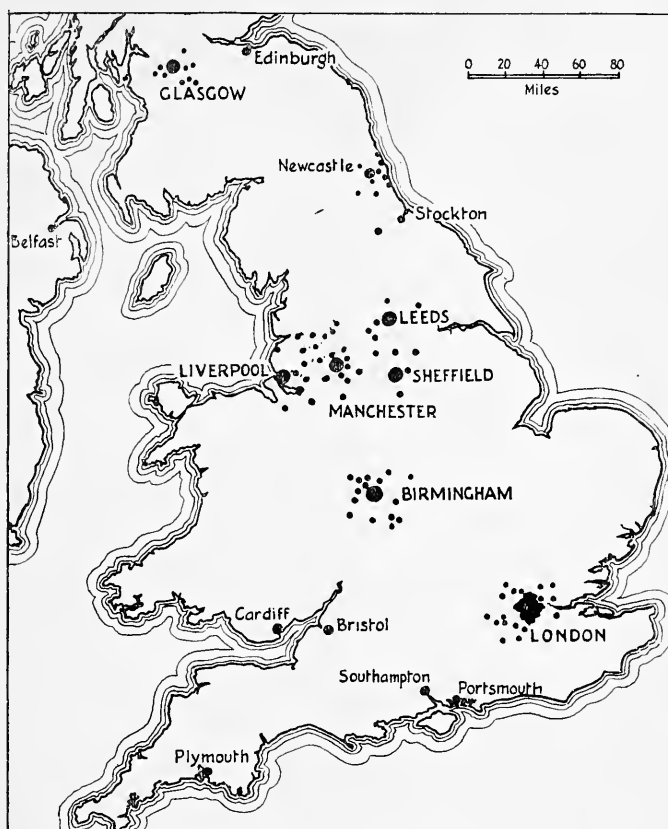 Edinburgh
GLASGOW
0 20 40 60 80
Miles
Newcastle
Stockton
Belfast
LEEDS
LIVERPOOL
SHEFFIELD
MANCHESTER
BIRMINGHAM
Cardiff
Bristol
LONDON
Southampton
Portsmouth
Plymouth